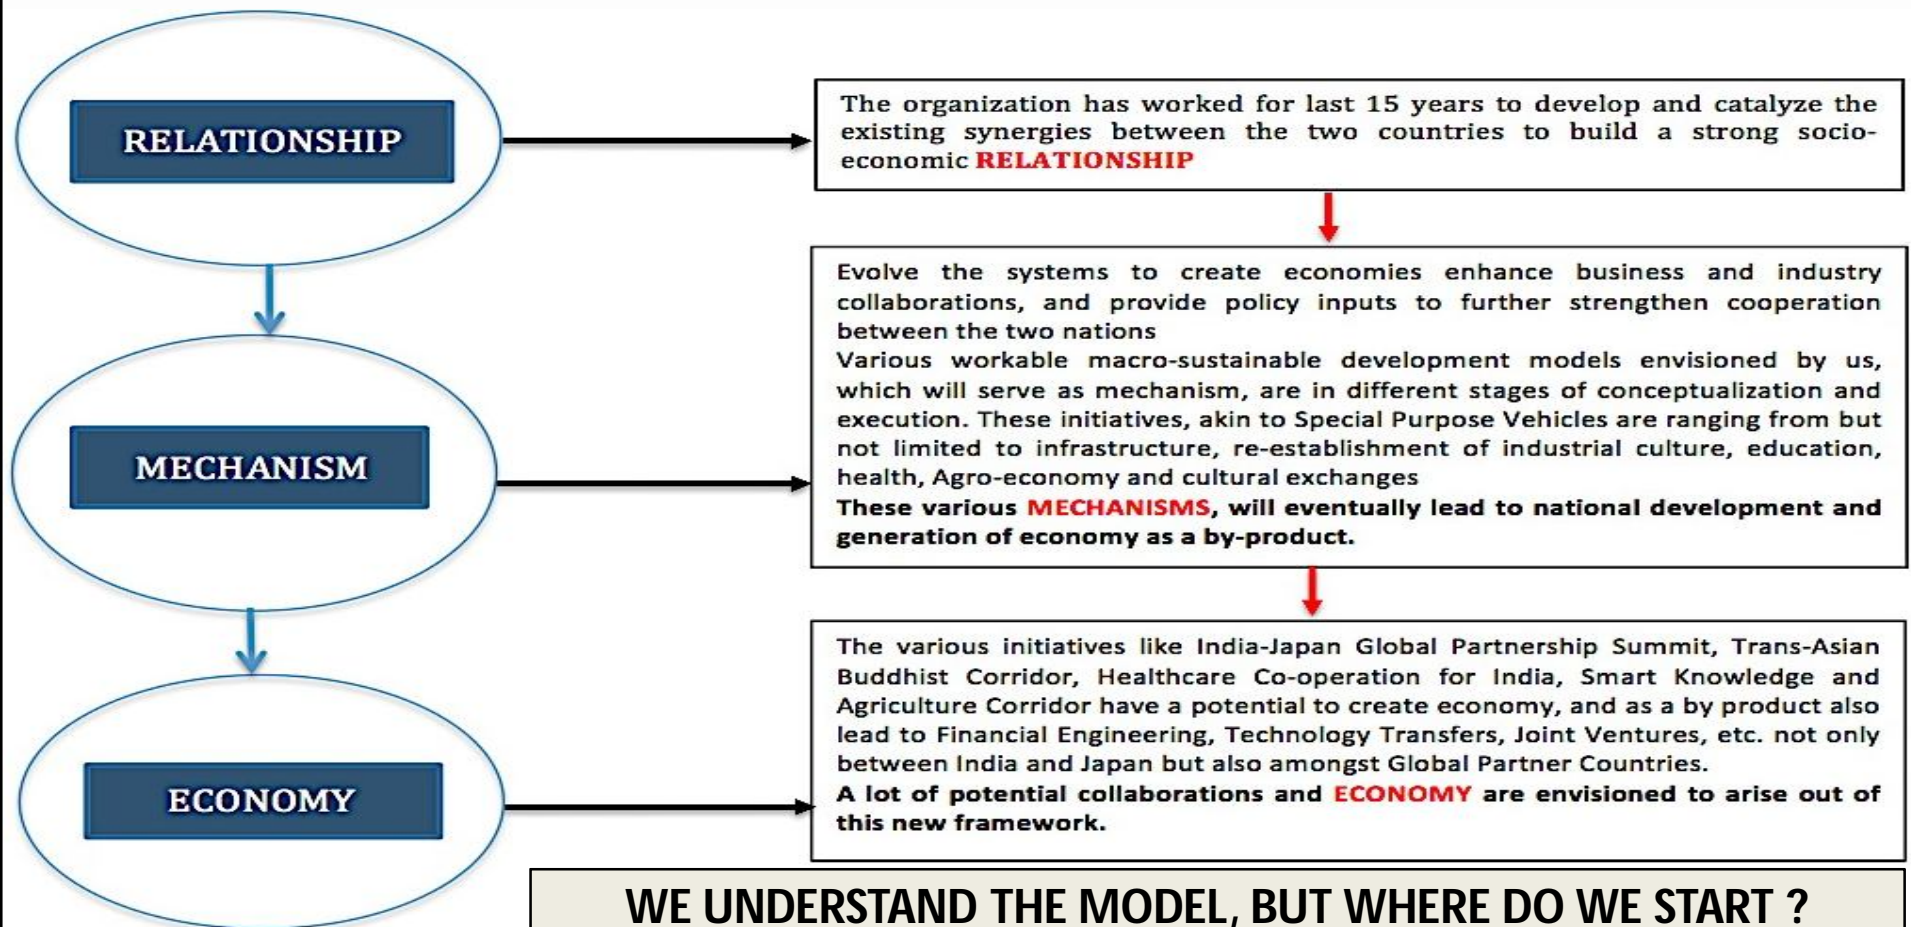 RELATIONSHIP
The organization has worked for last 15 years to develop and catalyze the
existing synergies between the two countries to build a strong socio-
economic RELATIONSHIP
MECHANISM
Evolve the systems to create economies enhance business and industry
collaborations, and provide policy inputs to further strengthen cooperation
between the two nations
Various workable macro-sustainable development models envisioned by us,
which will serve as mechanism, are in different stages of conceptualization and
execution. These initiatives, akin to Special Purpose Vehicles are ranging from but
not limited to infrastructure, re-establishment of industrial culture, education,
health, Agro-economy and cultural exchanges
These various MECHANISMS, will eventually lead to national development and
generation of economy as a by-product.
ECONOMY
The various initiatives like India-Japan Global Partnership Summit, Trans-Asian
Buddhist Corridor, Healthcare Co-operation for India, Smart Knowledge and
Agriculture Corridor have a potential to create economy, and as a by product also
lead to Financial Engineering, Technology Transfers, Joint Ventures, etc. not only
between India and Japan but also amongst Global Partner Countries.
A lot of potential collaborations and ECONOMY are envisioned to arise out of
this new framework.
WE UNDERSTAND THE MODEL, BUT WHERE DO WE START ?